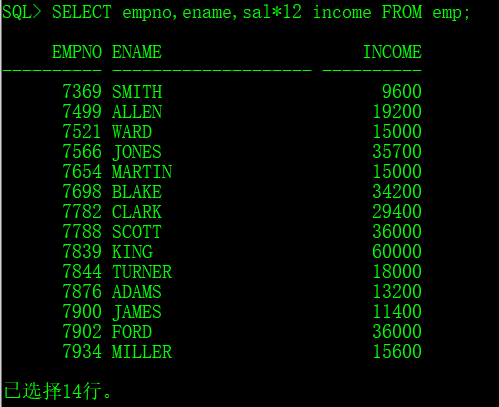 SQL> SELECT empno,ename,sal*12 income FROM emp;
EMPNO ENAME INCOME
---------- -------------------- ----------
7369 SMITH 9600
7499 ALLEN 19200
7521 WARD 15000
7566 JONES 35700
7654 MARTIN 15000
7698 BLAKE 34200
7782 CLARK 29400
7788 SCOTT 36000
7839 KING 60000
7844 TURNER 18000
7876 ADAMS 13200
7900 JAMES 11400
7902 FORD 36000
7934 MILLER 15600
已选择14行。